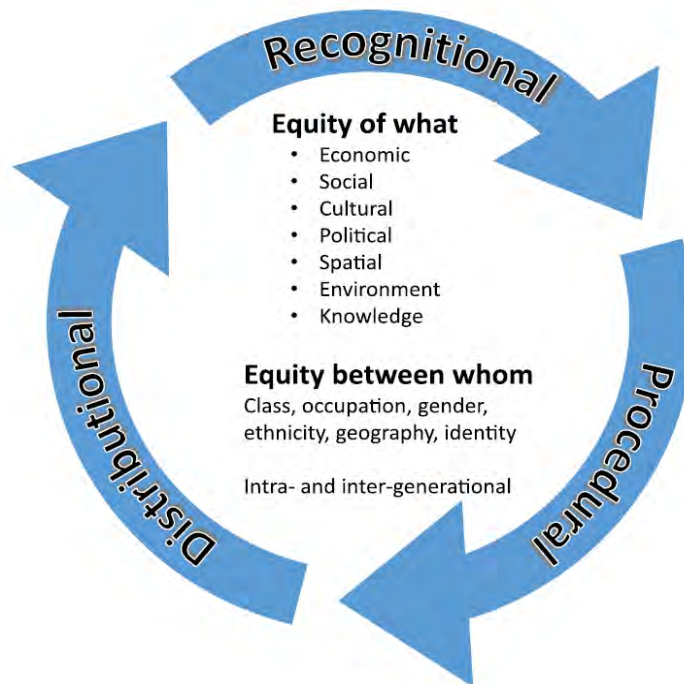 Recognitional
Equity of what
• Economic
• Social
• Cultural
• Political
• Spatial
• Environment
• Knowledge
Equity between whom
Class, occupation, gender,
ethnicity, geography, identity
Intra- and inter-generational
Procedural
Distributional